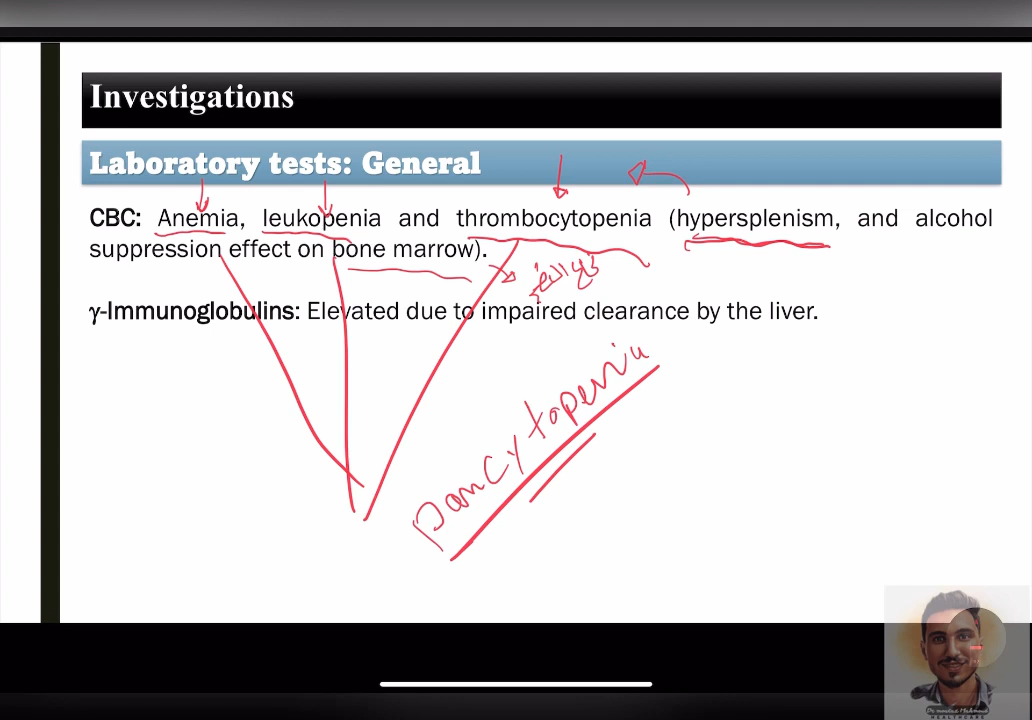 Investigations
Laboratory tests: General
CBC: Anemia, leukopenia and thrombocytopenia (hypersplenism, and alcohol
suppression effect on bone marrow).
γ-Immunoglobulins: Elevated due to impaired clearance by the liver.
Pancytopenia